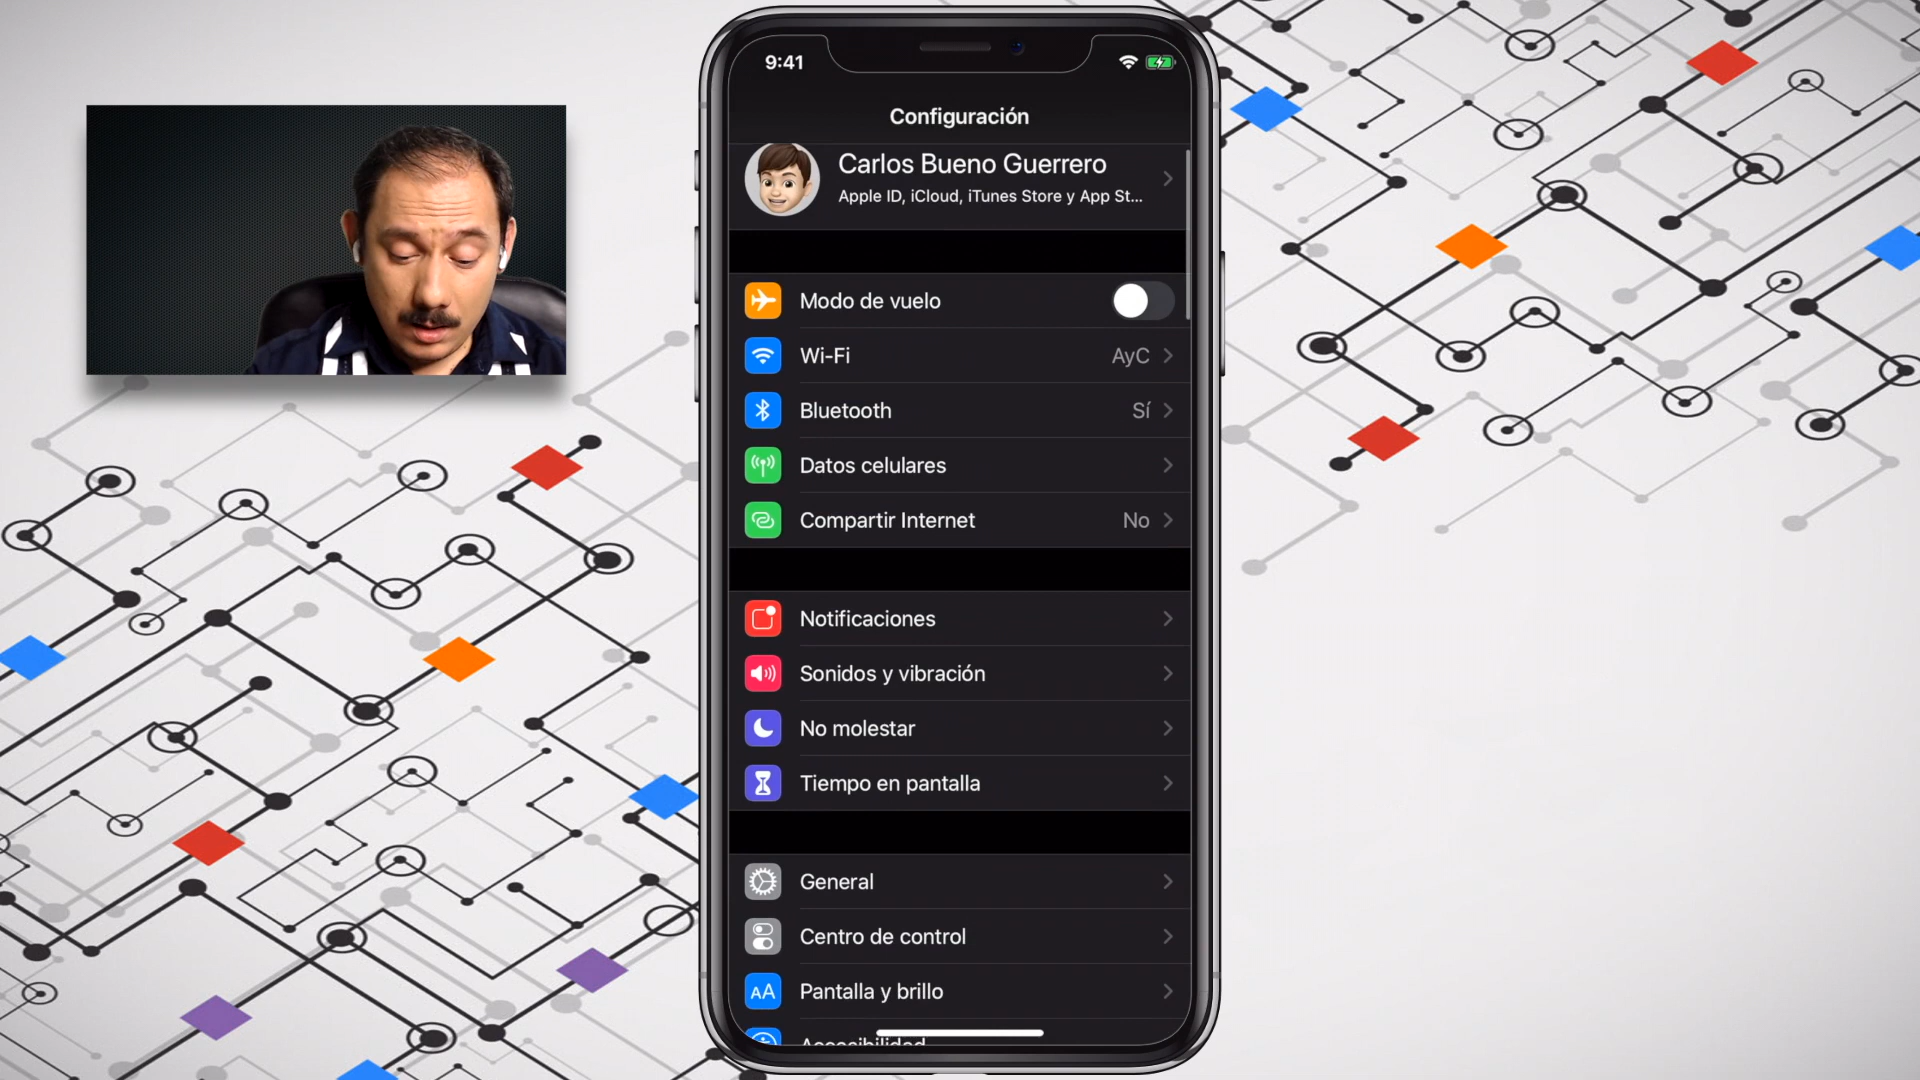 9:41
Configuración
Carlos Bueno Guerrero
Apple ID, iCloud, iTunes Store y App St...
Modo de vuelo
Wi-Fi AyC
Bluetooth Sí
Datos celulares
Compartir Internet No
Notificaciones
Sonidos y vibración
No molestar
Tiempo en pantalla
General
Centro de control
AA Pantalla y brillo
Accesibilidad